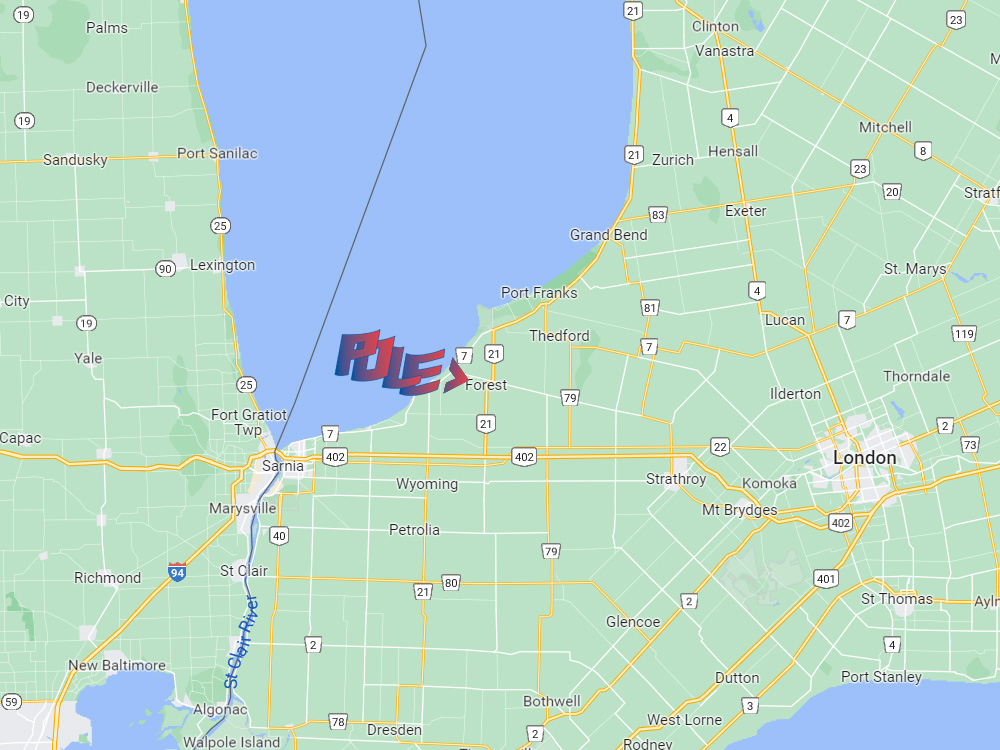 19
Palms
21
Clinton
23
Vanastra
Deckerville
19
4
Mitchell
8
Sandusky
Port Sanilac
21
Zurich
Hensall
23
20
Stratf
25
83
Exeter
Grand Bend
90
Lexington
St. Marys
City
Port Franks
4
19
81
Lucan
7
119
Thedford
Yale
7
21
7
Thorndale
25
Forest
79
Ilderton
Fort Gratiot
Twp
7
21
2
Capac
402
402
22
73
London
Sarnia
Wyoming
Strathroy
Komoka
Marysville
Mt Brydges
402
Petrolia
40
79
94
St Clair
Richmond
80
21
401
2
St Thomas
Ayln
St Clair River
Glencoe
2
4
New Baltimore
Dutton
Port Stanley
59
Bothwell
3
Algonac
78
West Lorne
Dresden
2
Walpole Island
Rodney